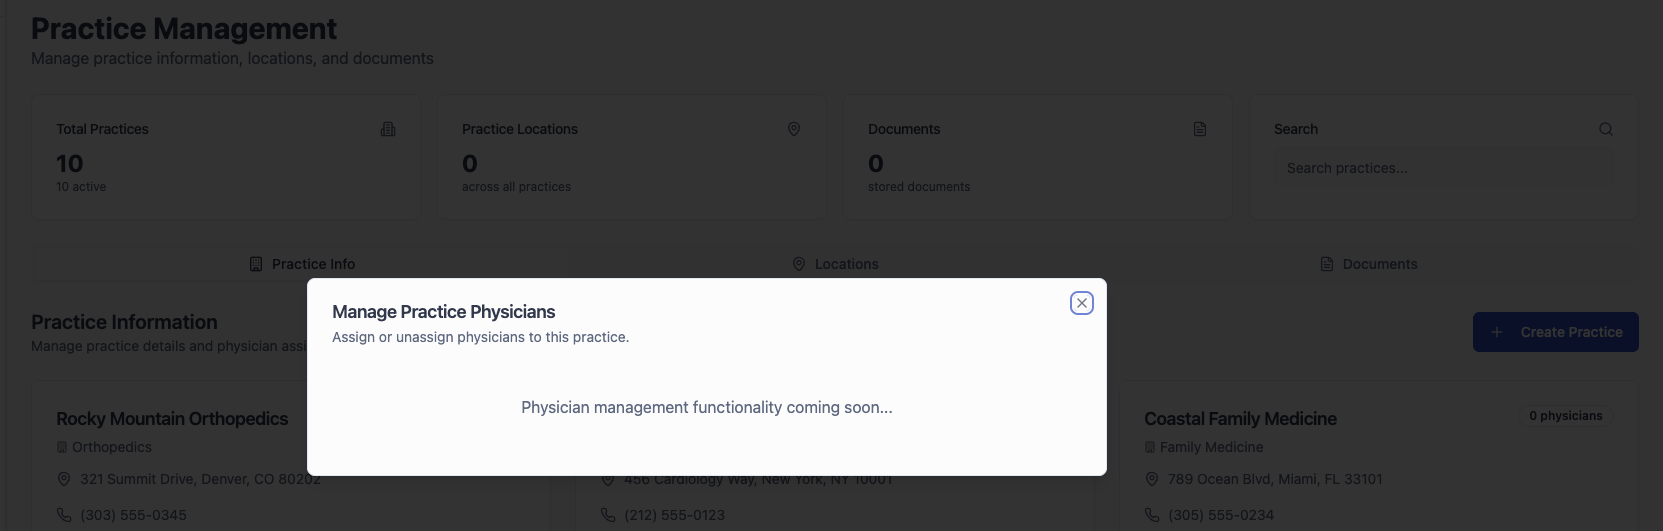 Practice Management
Manage practice information, locations, and documents
Total Practices
10
10 active
Practice Locations
0
across all practices
Documents
0
stored documents
Search
Search practices...
Practice Info
Locations
Documents
Manage Practice Physicians
Assign or unassign physicians to this practice.
Physician management functionality coming soon...
Practice Information
Manage practice details and physician assi
Create Practice
Rocky Mountain Orthopedics
Orthopedics
321 Summit Drive, Denver, CO 80202
(303) 555-0345
456 Cardiology Way, New York, NY 10001
(212) 555-0123
Coastal Family Medicine
0 physicians
Family Medicine
789 Ocean Blvd, Miami, FL 33101
(305) 555-0234